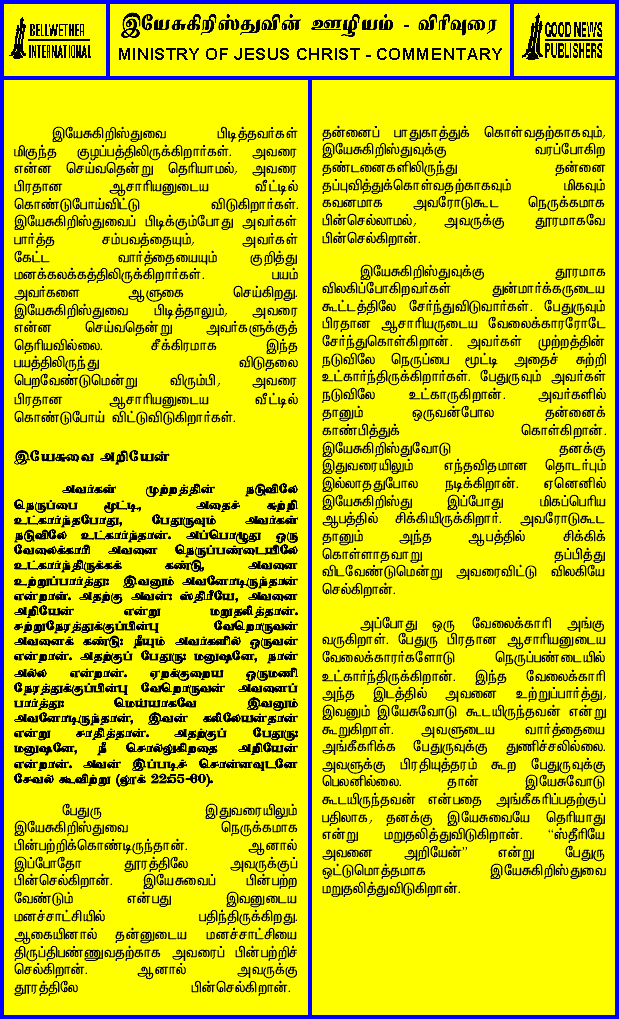 BELLWETHER
INTERNATIONAL
இயேசுகிறிஸ்துவின் ஊழியம் - விரிவுரை
MINISTRY OF JESUS CHRIST - COMMENTARY
GOOD NEWS
PUBLISHERS
இயேசுகிறிஸ்துவை பிடித்தவர்கள்
மிகுந்த குழப்பத்திலிருக்கிறார்கள். அவரை
என்ன செய்வதென்று தெரியாமல், அவரை
பிரதான ஆசாரியனுடைய வீட்டில்
கொண்டுபோய்விட்டு விடுகிறார்கள்.
இயேசுகிறிஸ்துவைப் பிடிக்கும்போது அவர்கள்
பார்த்த சம்பவத்தையும், அவர்கள்
கேட்ட வார்த்தையையும் குறித்து
மனக்கலக்கத்திலிருக்கிறார்கள். பயம்
அவர்களை ஆளுகை செய்கிறது.
இயேசுகிறிஸ்துவை பிடித்தாலும், அவரை
என்ன செய்வதென்று அவர்களுக்குத்
தெரியவில்லை. சீக்கிரமாக இந்த
பயத்திலிருந்து விடுதலை
பெறவேண்டுமென்று விரும்பி, அவரை
பிரதான ஆசாரியனுடைய வீட்டில்
கொண்டுபோய் விட்டுவிடுகிறார்கள்.
இயேசுவை அறியேன்
அவர்கள் முற்றத்தின் நடுவிலே
நெருப்பை மூட்டி, அதைச் சுற்றி
உட்கார்ந்தபோது, பேதுருவும் அவர்கள்
நடுவிலே உட்கார்ந்தான். அப்பொழுது ஒரு
வேலைக்காரி அவனை நெருப்பண்டையிலே
உட்கார்ந்திருக்கக் கண்டு, அவனை
உற்றுப்பார்த்து: இவனும் அவனோடிருந்தான்
என்றாள். அதற்கு அவன்: ஸ்திரீயே, அவனை
அறியேன் என்று மறுதலித்தான்.
சற்றுநேரத்துக்குப்பின்பு வேறொருவன்
அவனைக் கண்டு: நீயும் அவர்களில் ஒருவன்
என்றான். அதற்குப் பேதுரு: மனுஷனே, நான்
அல்ல என்றான். ஏறக்குறைய ஒருமணி
நேரத்துக்குப்பின்பு வேறொருவன் அவனைப்
பார்த்து: மெய்யாகவே இவனும்
அவனோடிருந்தான், இவன் கலிலேயன்தான்
என்று சாதித்தான். அதற்குப் பேதுரு:
மனுஷனே, நீ சொல்லுகிறதை அறியேன்
என்றான். அவன் இப்படிச் சொன்னவுடனே
சேவல் கூவிற்று (லூக் 22:55-60).
பேதுரு இதுவரையிலும்
இயேசுகிறிஸ்துவை நெருக்கமாக
பின்பற்றிக்கொண்டிருந்தான். ஆனால்
இப்போதோ தூரத்திலே அவருக்குப்
பின்செல்கிறான். இயேசுவைப் பின்பற்ற
வேண்டும் என்பது இவனுடைய
மனச்சாட்சியில் பதிந்திருக்கிறது.
ஆகையினால் தன்னுடைய மனச்சாட்சியை
திருப்திபண்ணுவதற்காக அவரைப் பின்பற்றிச்
செல்கிறான். ஆனால் அவருக்கு
தூரத்திலே பின்செல்கிறான்.
தன்னைப் பாதுகாத்துக் கொள்வதற்காகவும்,
இயேசுகிறிஸ்துவுக்கு வரப்போகிற
தண்டனைகளிலிருந்து தன்னை
தப்புவித்துக்கொள்வதற்காகவும் மிகவும்
கவனமாக அவரோடுகூட நெருக்கமாக
பின்செல்லாமல், அவருக்கு தூரமாகவே
பின்செல்கிறான்.
இயேசுகிறிஸ்துவுக்கு தூரமாக
விலகிப்போகிறவர்கள் துன்மார்க்கருடைய
கூட்டத்திலே சேர்ந்துவிடுவார்கள். பேதுருவும்
பிரதான ஆசாரியருடைய வேலைக்காரரோடே
சேர்ந்துகொள்கிறான். அவர்கள் முற்றத்தின்
நடுவிலே நெருப்பை மூட்டி அதைச் சுற்றி
உட்கார்ந்திருக்கிறார்கள். பேதுருவும் அவர்கள்
நடுவிலே உட்காருகிறான். அவர்களில்
தானும் ஒருவன்போல தன்னைக்
காண்பித்துக் கொள்கிறான்.
இயேசுகிறிஸ்துவோடு தனக்கு
இதுவரையிலும் எந்தவிதமான தொடர்பும்
இல்லாததுபோல நடிக்கிறான். ஏனெனில்
இயேசுகிறிஸ்து இப்போது மிகப்பெரிய
ஆபத்தில் சிக்கியிருக்கிறார். அவரோடுகூட
தானும் அந்த ஆபத்தில் சிக்கிக்
கொள்ளாதவாறு தப்பித்து
விடவேண்டுமென்று அவரைவிட்டு விலகியே
செல்கிறான்.
அப்போது ஒரு வேலைக்காரி அங்கு
வருகிறாள். பேதுரு பிரதான ஆசாரியனுடைய
வேலைக்காரர்களோடு நெருப்பண்டையில்
உட்கார்ந்திருக்கிறான். இந்த வேலைக்காரி
அந்த இடத்தில் அவனை உற்றுப்பார்த்து,
இவனும் இயேசுவோடு கூடயிருந்தவன் என்று
கூறுகிறாள். அவளுடைய வார்த்தையை
அங்கீகரிக்க பேதுருவுக்கு துணிச்சலில்லை.
அவளுக்கு பிரதியுத்தரம் கூற பேதுருவுக்கு
பெலனில்லை. தான் இயேசுவோடு
கூடயிருந்தவன் என்பதை அங்கீகரிப்பதற்குப்
பதிலாக, தனக்கு இயேசுவையே தெரியாது
என்று மறுதலித்துவிடுகிறான். “ஸ்திரீயே
அவனை அறியேன்” என்று பேதுரு
ஒட்டுமொத்தமாக இயேசுகிறிஸ்துவை
மறுதலித்துவிடுகிறான்.